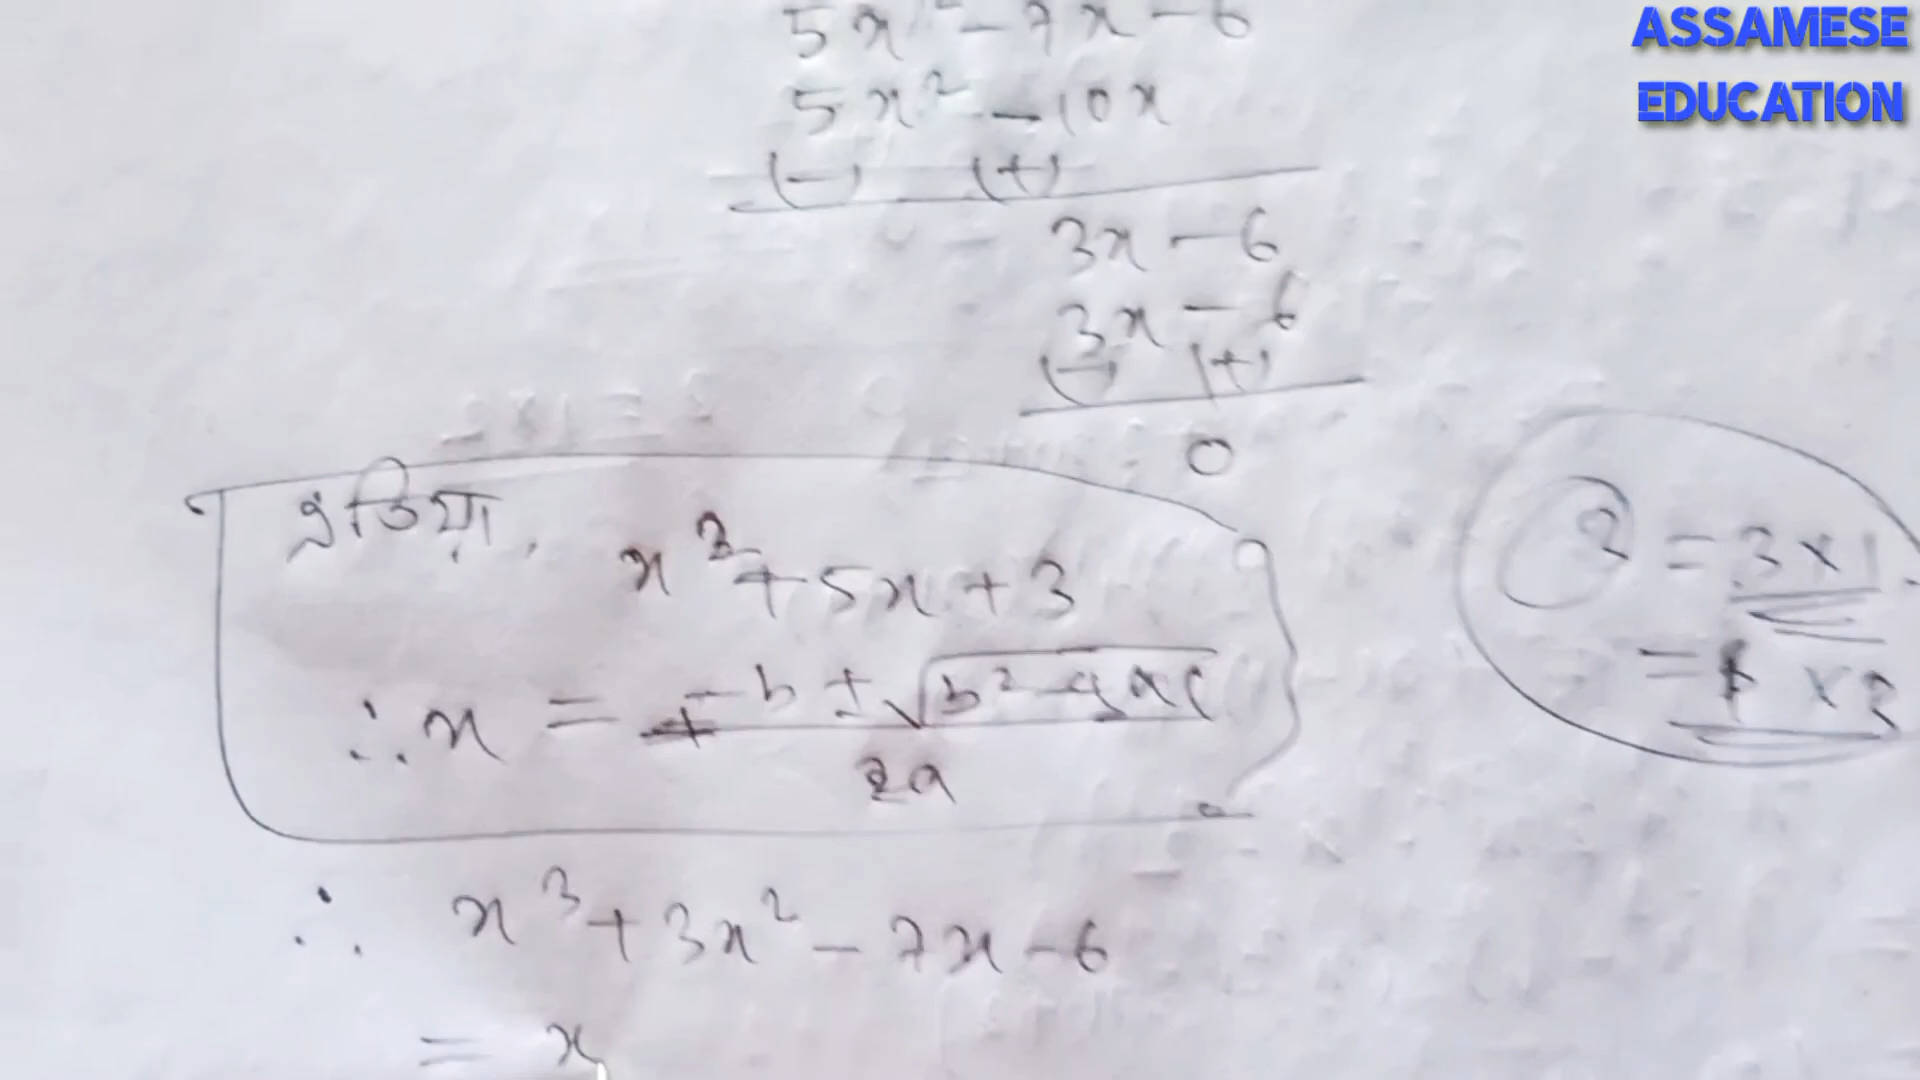 ASSAMESE
EDUCATION
5x² - 7x - 6
5x² - 10x
(-) (+)
3x - 6
3x - 6
(-) (+)
0
এতিয়া, x² + 5x + 3
∴ x = -b ± √b² - 4ac
2a
= 3 × 1
∴ x³ + 3x² - 7x - 6
= x